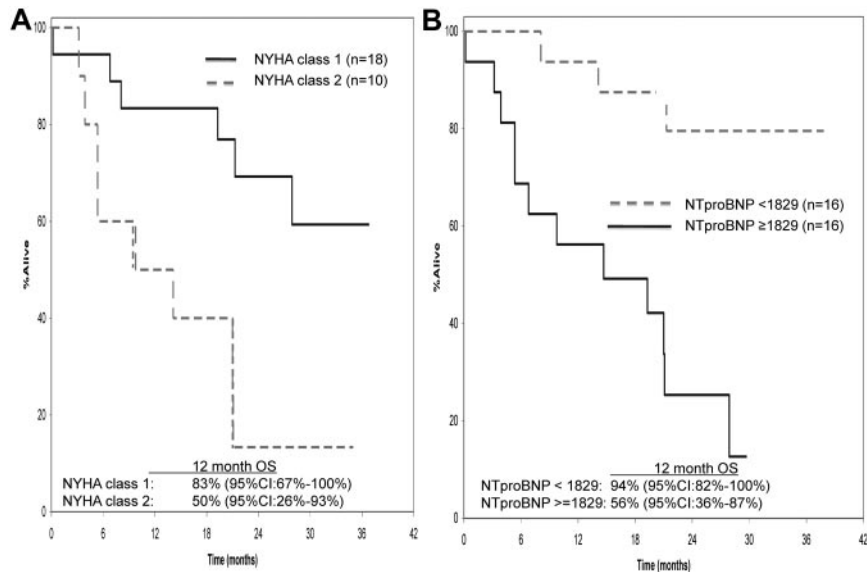 A
NYHA class 1 (n=18)
NYHA class 2 (n=10)
%Alive
100
80
60
40
20
0
12 month OS
NYHA class 1: 83% (95%CI:67%-100%)
NYHA class 2: 50% (95%CI:26%-93%)
0 6 12 18 24 30 36 42
Time (months)
B
NTproBNP <1829 (n=16)
NTproBNP ≥1829 (n=16)
%Alive
100
80
60
40
20
0
12 month OS
NTproBNP < 1829: 94% (95%CI:82%-100%)
NTproBNP >=1829: 56% (95%CI:36%-87%)
0 6 12 18 24 30 36 42
Time (months)